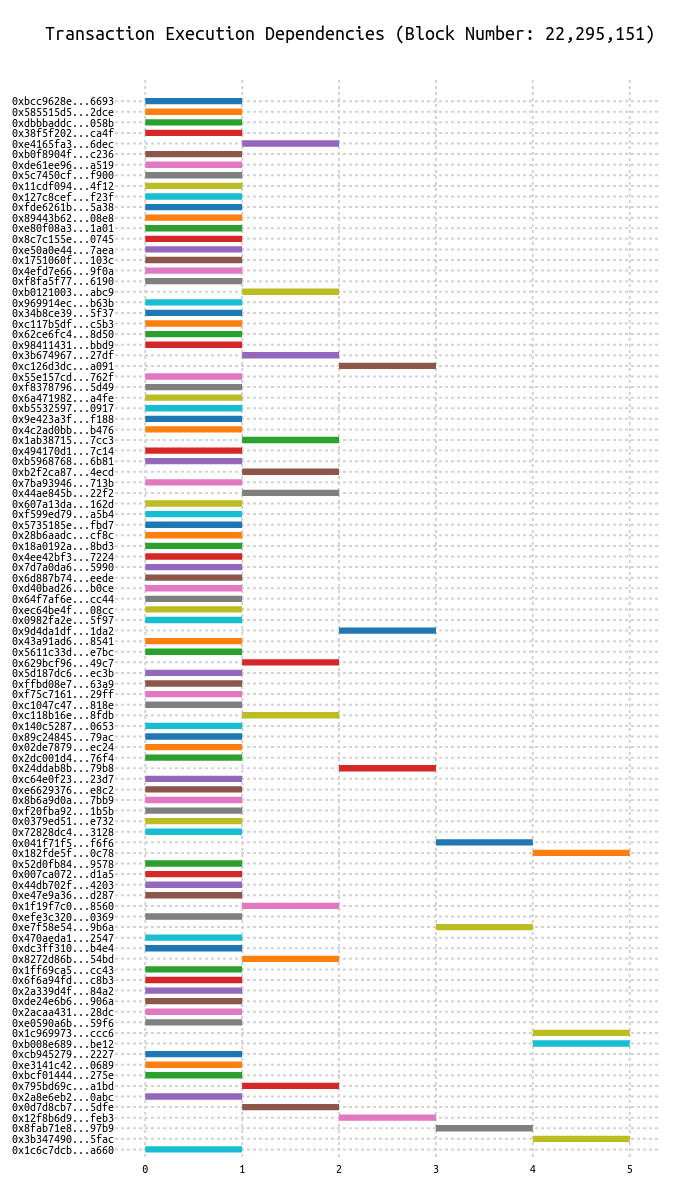 Transaction Execution Dependencies (Block Number: 22,295,151)
0xbcc9628e...6693
0x585515d5...2dce
0xdbbbaddc...058b
0x38f5f202...ca4f
0xe4165fa3...6dec
0xb0f8904f...c236
0xde61ee96...a519
0x5c7450cf...f900
0x11cdf094...4f12
0x127c8cef...f23f
0xfde6261b...5a38
0x89443b62...08e8
0xe80f08a3...1a01
0x8c7c155e...0745
0xe50a0e44...7aea
0x1751060f...103c
0x4efd7e66...9f0a
0xf8fa5f77...6190
0xb0121003...abc9
0x969914ec...b63b
0x34b8ce39...5f37
0xc117b5df...c5b3
0x62ce6fc4...8d50
0x98411431...bbd9
0x3b674967...27df
0xc126d3dc...a091
0x55e157cd...762f
0xf8378796...5d49
0x6a471982...a4fe
0xb5532597...0917
0x9e423a3f...f188
0x4c2ad0bb...b476
0x1ab38715...7cc3
0x494170d1...7c14
0xb5968768...6b81
0xb2f2ca87...4ecd
0x7ba93946...713b
0x44ae845b...22f2
0x607a13da...162d
0xf599ed79...a5b4
0x5735185e...fbd7
0x28b6aadc...cf8c
0x18a0192a...8bd3
0x4ee42bf3...7224
0x7d7a0da6...5990
0x6d887b74...eede
0xd40bad26...b0ce
0x64f7af6e...cc44
0xec64be4f...08cc
0x0982fa2e...5f97
0x9d4da1df...1da2
0x43a91ad6...8541
0x5611c33d...e7bc
0x629bcf96...49c7
0x5d187dc6...ec3b
0xffbd08e7...63a9
0xf75c7161...29ff
0xc1047c47...818e
0xc118b16e...8fdb
0x140c5287...0653
0x89c24845...79ac
0x02de7879...ec24
0x2dc001d4...76f4
0x24ddab8b...79b8
0xc64e0f23...23d7
0xe6629376...e8c2
0x8b6a9d0a...7bb9
0xf20fba92...1b5b
0x0379ed51...e732
0x72828dc4...3128
0x041f71f5...f6f6
0x182fde5f...0c78
0x52d0fb84...9578
0x007ca072...d1a5
0x44db702f...4203
0xe47e9a36...d287
0x1f19f7c0...8560
0xefe3c320...0369
0xe7f58e54...9b6a
0x470aeda1...2547
0xdc3ff310...b4e4
0x8272d86b...54bd
0x1ff69ca5...cc43
0x6f6a94fd...c8b3
0x2a339d4f...84a2
0xde24e6b6...906a
0x2acaa431...28dc
0xe0590a6b...59f6
0x1c969973...ccc6
0xb008e689...be12
0xcb945279...2227
0xe3141c42...0689
0xbcf01444...275e
0x795bd69c...a1bd
0x2a8e6eb2...0abc
0x0d7d8cb7...5dfe
0x12f8b6d9...feb3
0x8fab71e8...97b9
0x3b347490...5fac
0x1c6c7dcb...a660
0 1 2 3 4 5